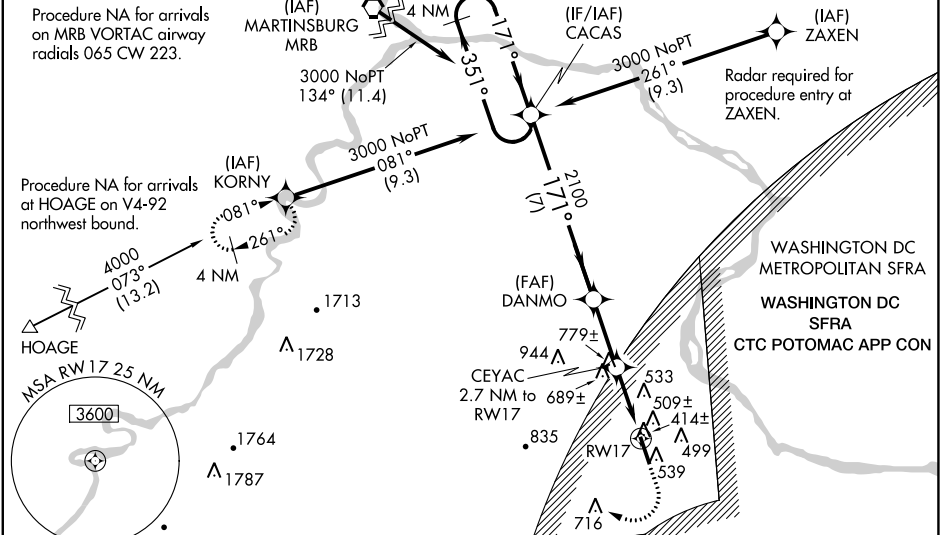 Procedure NA for arrivals
on MRB VORTAC airway
radials 065 CW 223.
(IAF)
MARTINSBURG
MRB
4 NM
171°
351°
(IF/IAF)
CACAS
(IAF)
ZAXEN
3000 NoPT
134° (11.4)
3000 NoPT
261°
(9.3)
Radar required for
procedure entry at
ZAXEN.
3000 NoPT
081°
(9.3)
(IAF)
KORNY
Procedure NA for arrivals
at HOAGE on V4-92
northwest bound.
081°
261°
4 NM
4000
073°
(13.2)
HOAGE
2100
171°
(7)
WASHINGTON DC
METROPOLITAN SFRA
WASHINGTON DC
SFRA
CTC POTOMAC APP CON
(FAF)
DANMO
1713
1728
779±
944
CEYAC
2.7 NM to
RW17
689±
533
509±
414±
499
RW17
539
835
716
MSA RW17 25 NM
3600
1764
1787